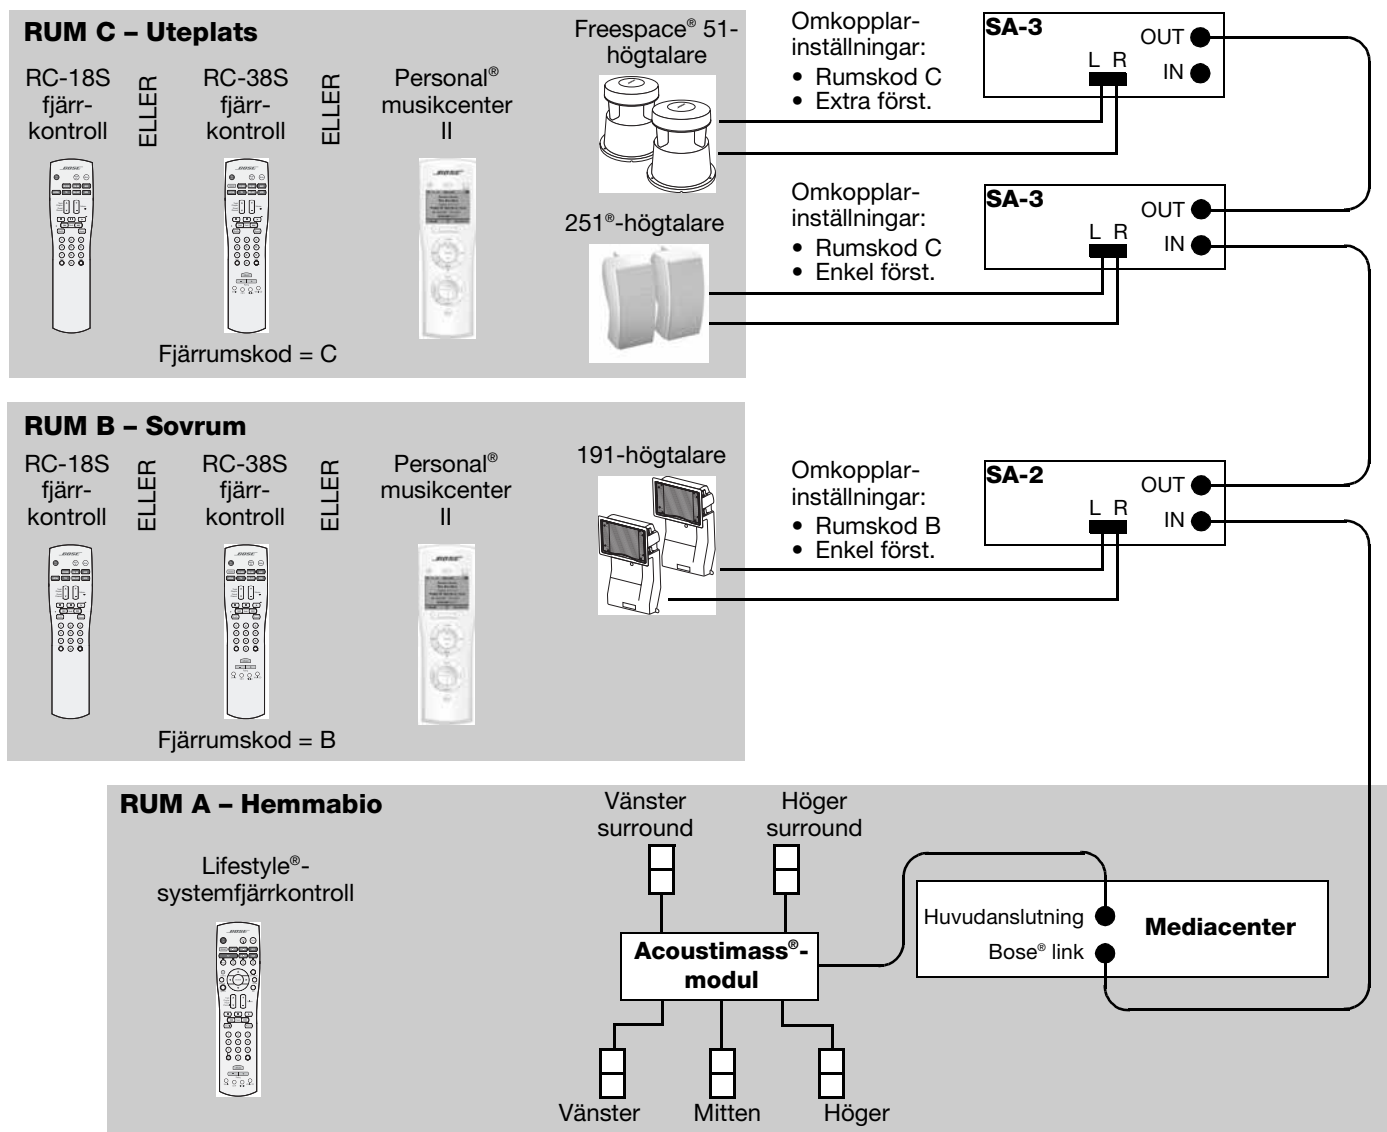 RUM C – Uteplats
RC-18S
fjärr-
kontroll
ELLER
RC-38S
fjärr-
kontroll
ELLER
Personal®
musikcenter
II
Fjärrumskod = C
Freespace® 51-
högtalare
251®-högtalare
Omkopplar-
inställningar:
• Rumskod C
• Extra först.
SA-3
OUT
IN
L R
Omkopplar-
inställningar:
• Rumskod C
• Enkel först.
SA-3
OUT
IN
L R
RUM B – Sovrum
RC-18S
fjärr-
kontroll
ELLER
RC-38S
fjärr-
kontroll
ELLER
Personal®
musikcenter
II
Fjärrumskod = B
191-högtalare
Omkopplar-
inställningar:
• Rumskod B
• Enkel först.
SA-2
OUT
IN
L R
RUM A – Hemmabio
Lifestyle®-
systemfjärrkontroll
Vänster
surround
Höger
surround
Acoustimass®-
modul
Vänster
Mitten
Höger
Huvudanslutning
Bose® link
Mediacenter